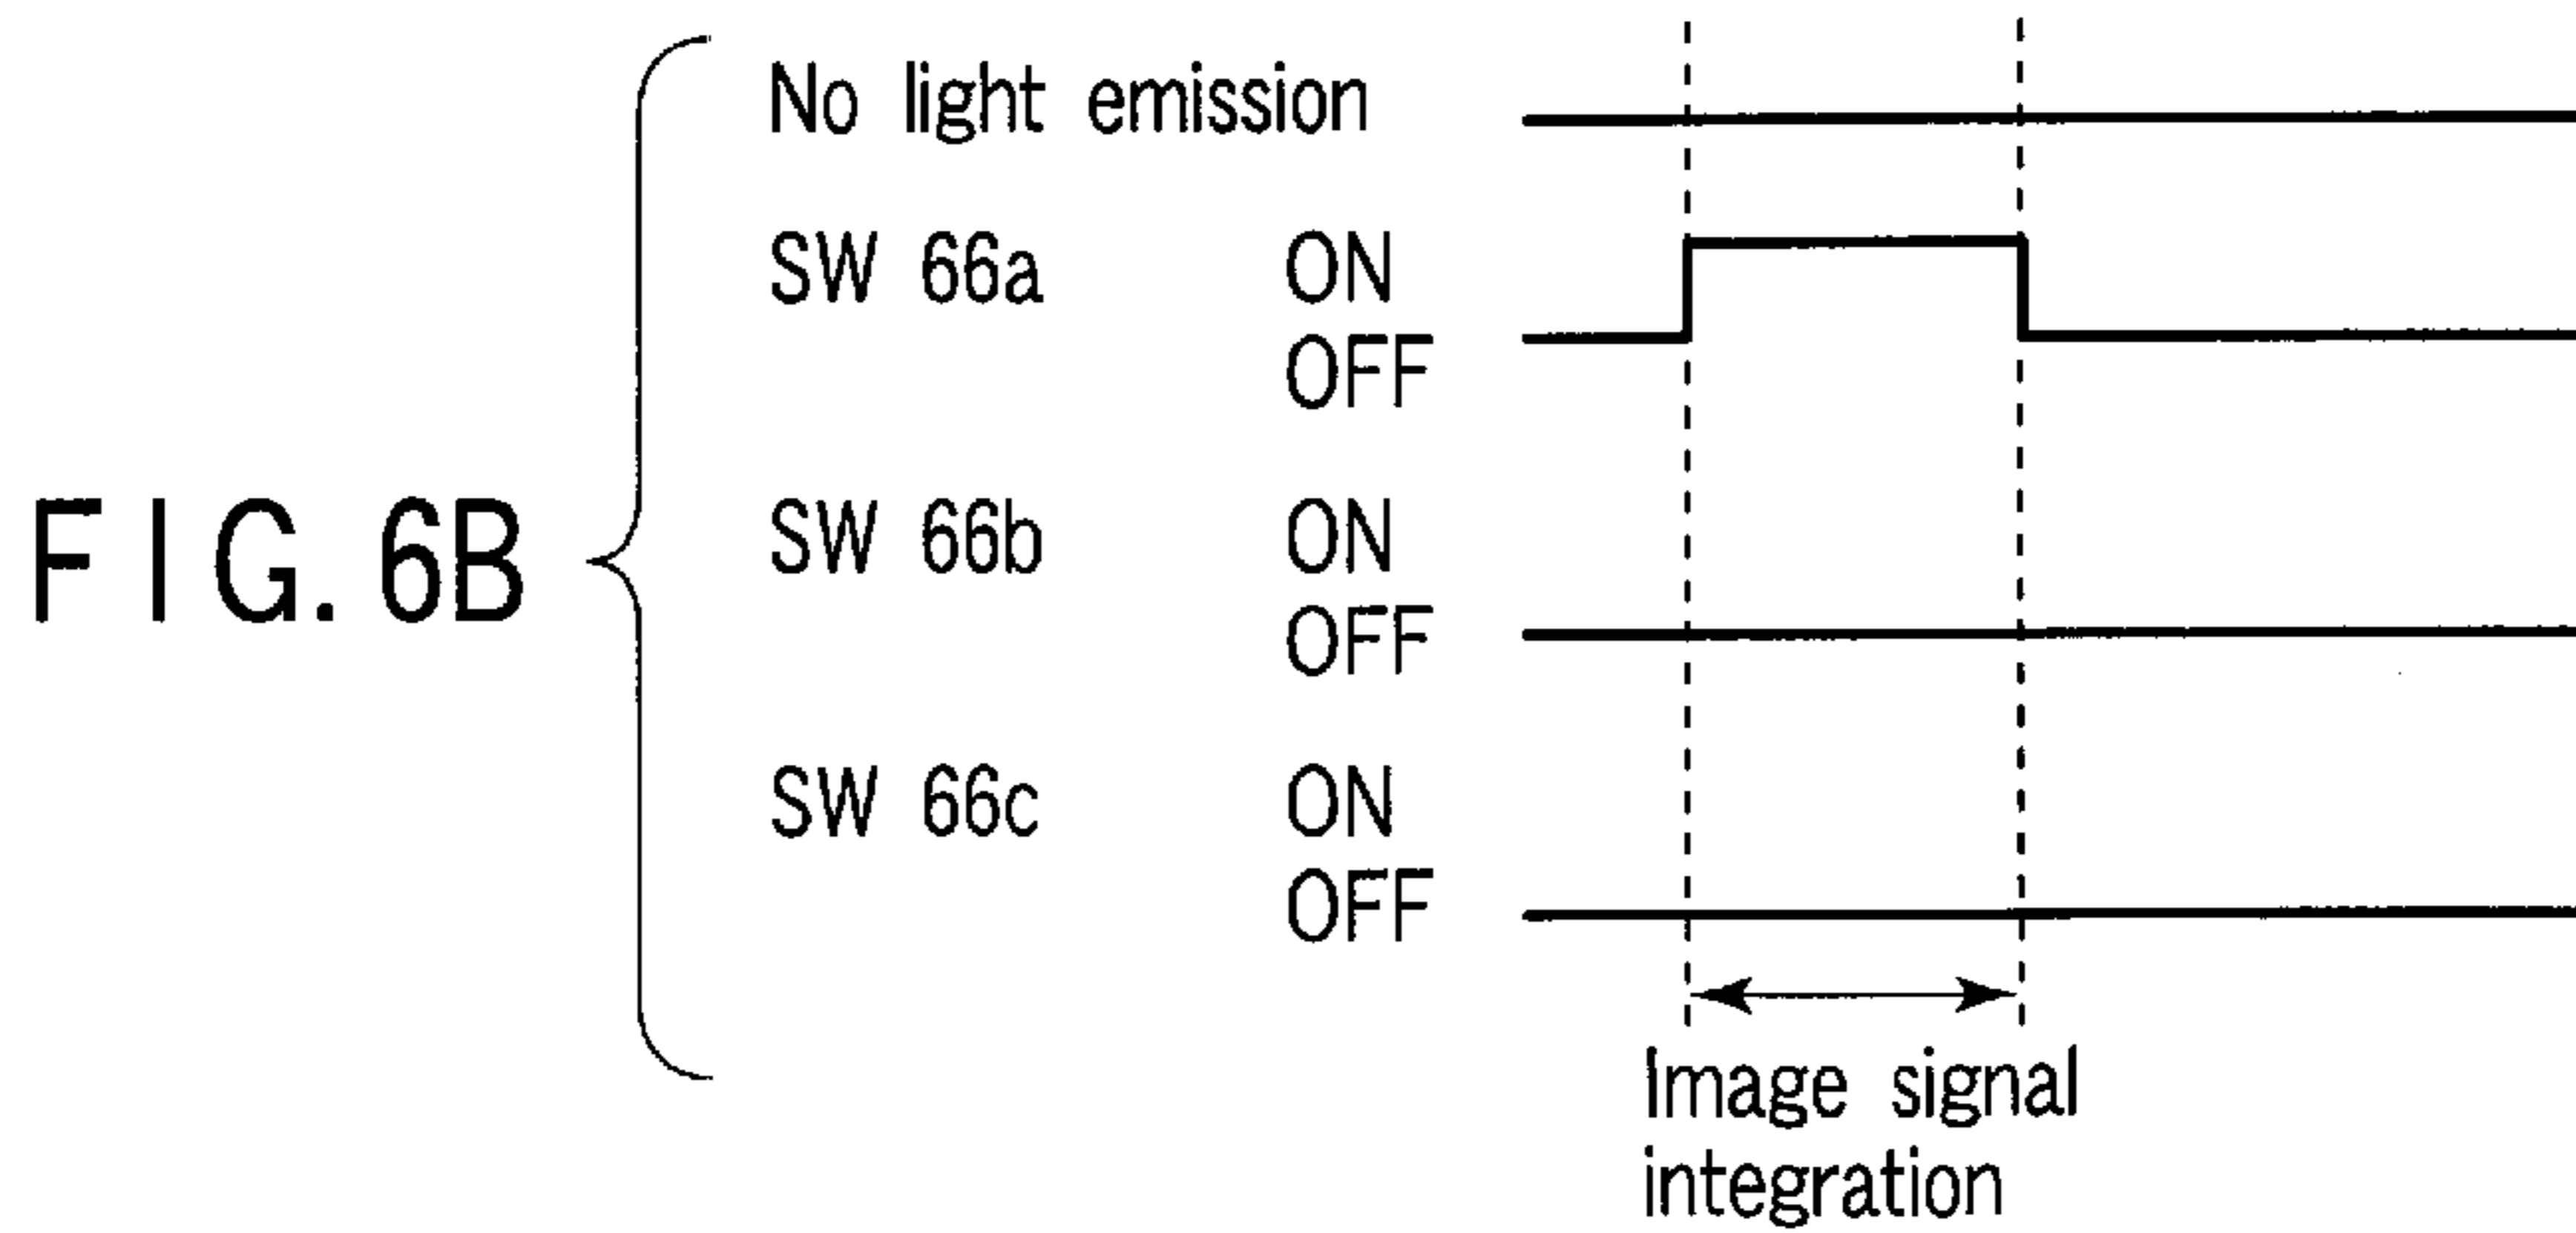 No light emission
SW 66a ON
OFF
FIG. 6B
SW 66b ON
OFF
SW 66c ON
OFF
Image signal
integration